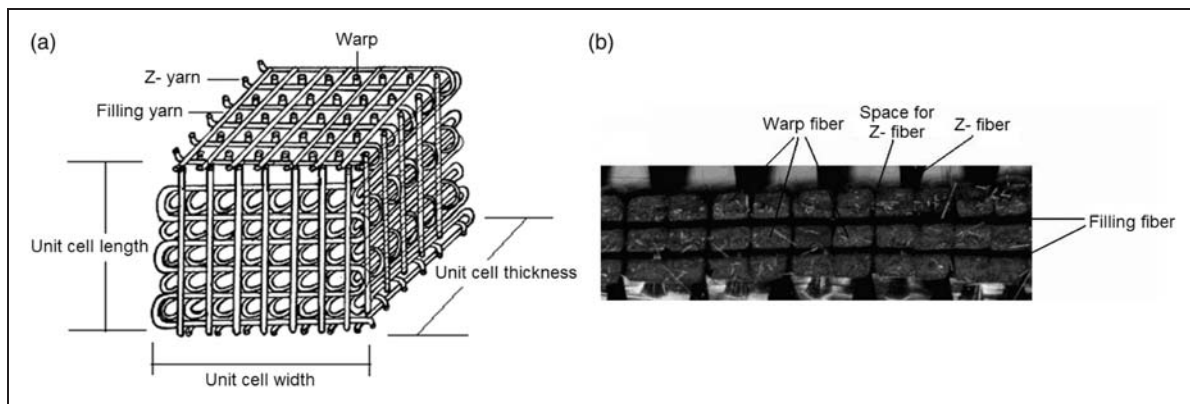 (a)
Warp
Z- yarn
Filling yarn
Unit cell length
Unit cell thickness
Unit cell width
(b)
Warp fiber
Space for
Z- fiber
Z- fiber
Filling fiber